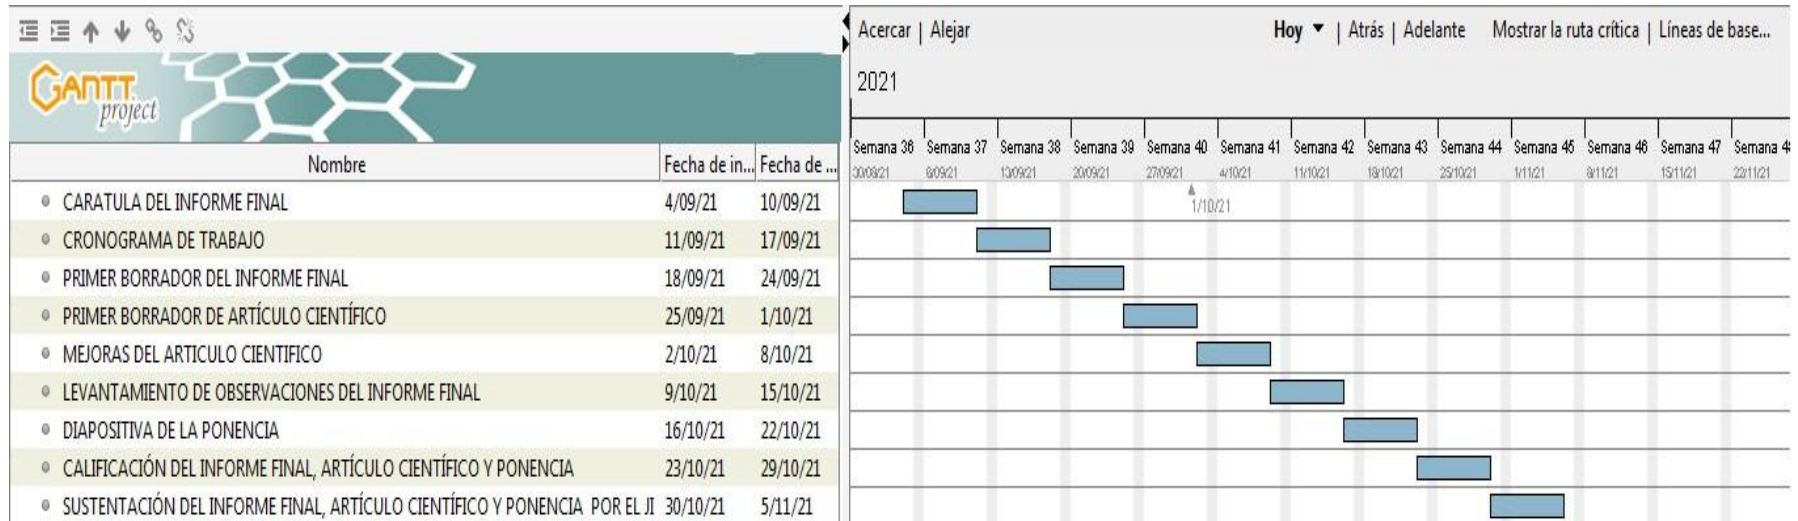 Acercar | Alejar Hoy ▼ | Atrás | Adelante Mostrar la ruta crítica | Líneas de base...
GANTT project
2021
Semana 36 Semana 37 Semana 38 Semana 39 Semana 40 Semana 41 Semana 42 Semana 43 Semana 44 Semana 45 Semana 46 Semana 47 Semana
30/08/21 6/09/21 13/09/21 20/09/21 27/09/21 4/10/21 11/10/21 18/10/21 25/10/21 1/11/21 8/11/21 15/11/21 22/11/21
1/10/21
Nombre Fecha de in... Fecha de ...
CARATULA DEL INFORME FINAL 4/09/21 10/09/21
CRONOGRAMA DE TRABAJO 11/09/21 17/09/21
PRIMER BORRADOR DEL INFORME FINAL 18/09/21 24/09/21
PRIMER BORRADOR DE ARTÍCULO CIENTÍFICO 25/09/21 1/10/21
MEJORAS DEL ARTICULO CIENTIFICO 2/10/21 8/10/21
LEVANTAMIENTO DE OBSERVACIONES DEL INFORME FINAL 9/10/21 15/10/21
DIAPOSITIVA DE LA PONENCIA 16/10/21 22/10/21
CALIFICACIÓN DEL INFORME FINAL, ARTÍCULO CIENTÍFICO Y PONENCIA 23/10/21 29/10/21
SUSTENTACIÓN DEL INFORME FINAL, ARTÍCULO CIENTÍFICO Y PONENCIA POR EL 30/10/21 5/11/21